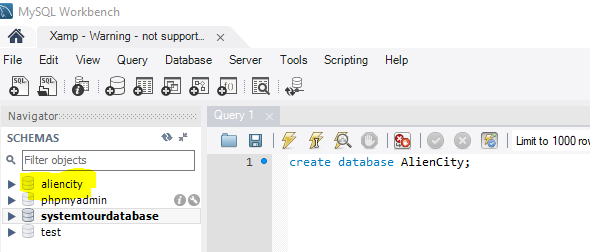 MySQL Workbench
Xamp - Warning - not support...
File Edit View Query Database Server Tools Scripting Help
Navigator
SCHEMAS
Filter objects
aliencity
phpmyadmin
systemtourdatabase
test
Query 1
Limit to 1000 row
1 create database AlienCity;